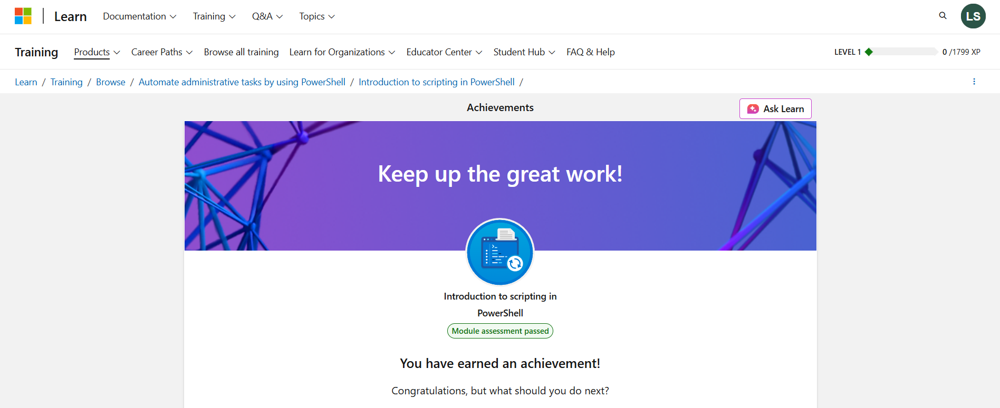 Learn Documentation Training Q&A Topics LS
Training Products Career Paths Browse all training Learn for Organizations Educator Center Student Hub FAQ & Help LEVEL 1 0 /1799 XP
Learn / Training / Browse / Automate administrative tasks by using PowerShell / Introduction to scripting in PowerShell /
Achievements Ask Learn
Keep up the great work!
Introduction to scripting in
PowerShell
Module assessment passed
You have earned an achievement!
Congratulations, but what should you do next?